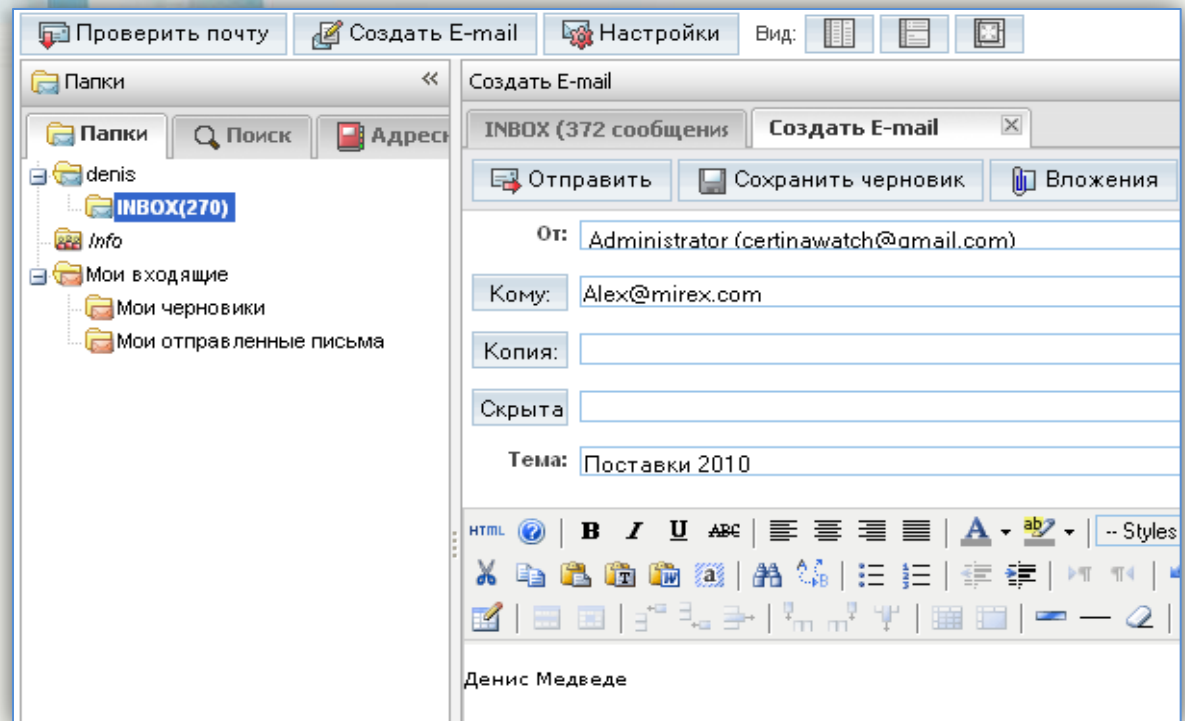 Проверить почту Создать E-mail Настройки Вид:
Папки «
Папки Поиск Адресн
denis
INBOX(270)
Info
Мои входящие
Мои черновики
Мои отправленные письма
Создать E-mail
INBOX (372 сообщения Создать E-mail
Отправить Сохранить черновик Вложения
От: Administrator (certinawatch@gmail.com)
Кому: Alex@mirex.com
Копия:
Скрыта
Тема: Поставки 2010
HTML B I U ABC A ab -- Styles
Денис Медведе